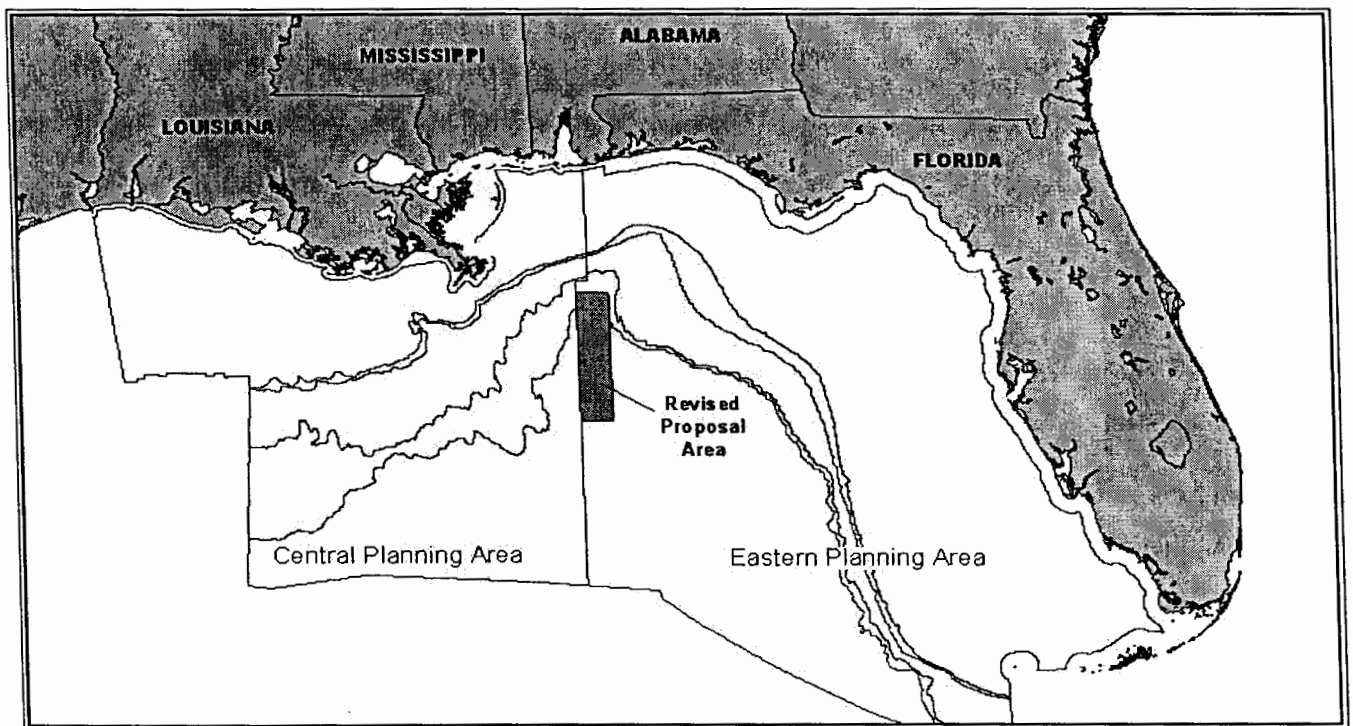 ALABAMA
MISSISSIPPI
LOUISIANA
FLORIDA
Revised
Proposal
Area
Central Planning Area
Eastern Planning Area